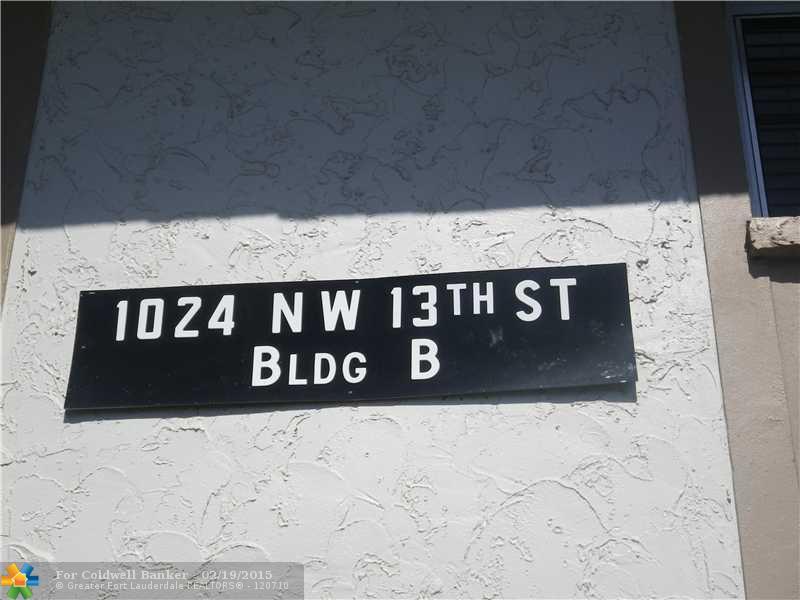 1024 NW 13TH ST
BLDG B
For Coldwell Banker 02/19/2015
© Greater Fort Lauderdale REALTORS® - 120710